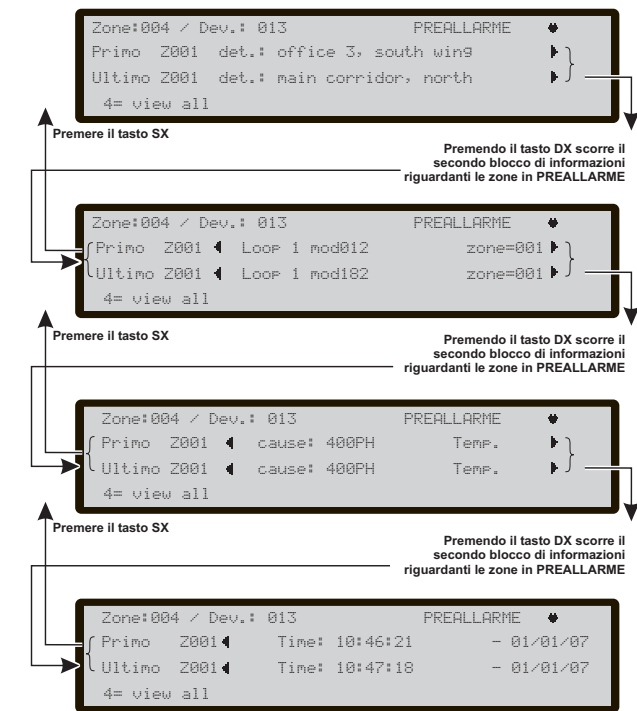 Zone:004 / Dev.: 013 PREALLARME
Primo Z001 det.: office 3, south wing
Ultimo Z001 det.: main corridor, north
4= view all
Premere il tasto SX
Premendo il tasto DX scorre il
secondo blocco di informazioni
riguardanti le zone in PREALLARME
Zone:004 / Dev.: 013 PREALLARME
Primo Z001 Loop 1 mod012 zone=001
Ultimo Z001 Loop 1 mod182 zone=001
4= view all
Premere il tasto SX
Premendo il tasto DX scorre il
secondo blocco di informazioni
riguardanti le zone in PREALLARME
Zone:004 / Dev.: 013 PREALLARME
Primo Z001 cause: 400PH Temp.
Ultimo Z001 cause: 400PH Temp.
4= view all
Premere il tasto SX
Premendo il tasto DX scorre il
secondo blocco di informazioni
riguardanti le zone in PREALLARME
Zone:004 / Dev.: 013 PREALLARME
Primo Z001 Time: 10:46:21 - 01/01/07
Ultimo Z001 Time: 10:47:18 - 01/01/07
4= view all